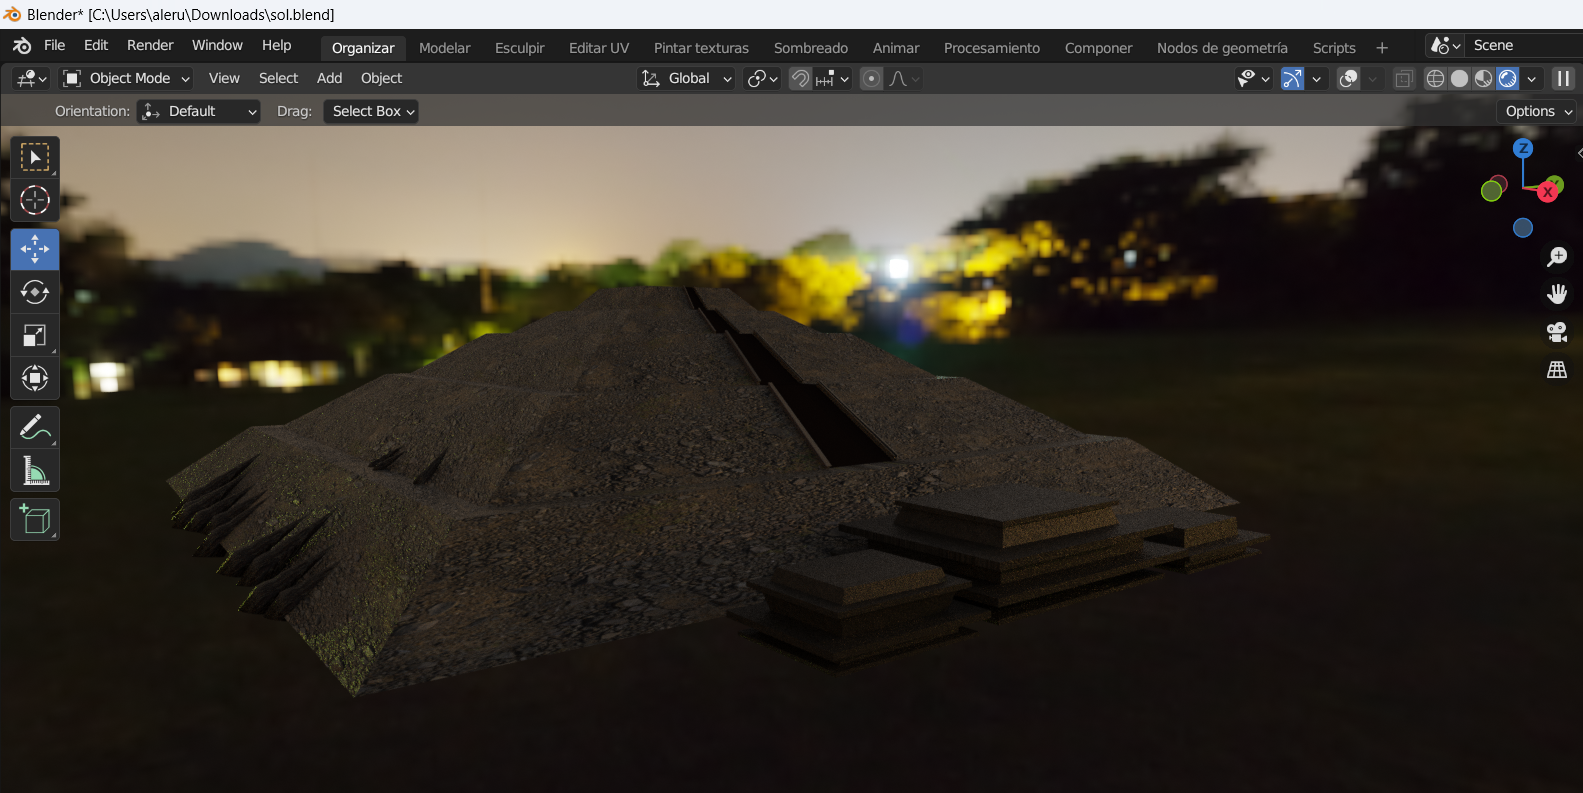 Blender* [C:\Users\aleru\Downloads\sol.blend]
File Edit Render Window Help Organizar Modelar Esculpir Editar UV Pintar texturas Sombreado Animar Procesamiento Componer Nodos de geometría Scripts + Scene
Object Mode View Select Add Object Global
Orientation: Default Drag: Select Box Options
Z
Y
X